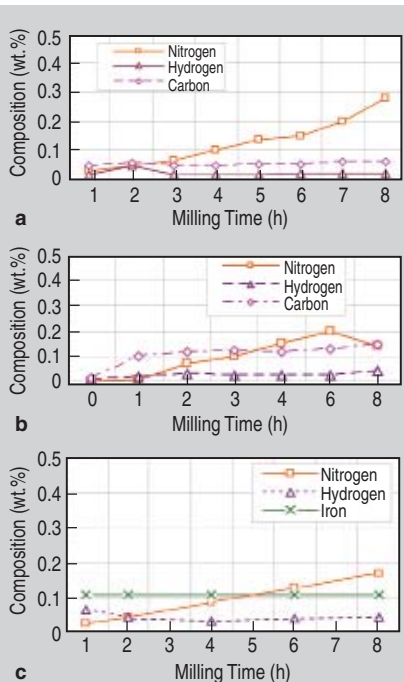 Composition (wt.%)
0.5
0.4
0.3
0.2
0.1
0
Nitrogen
Hydrogen
Carbon
1 2 3 4 5 6 7 8
Milling Time (h)
a
Composition (wt.%)
0.5
0.4
0.3
0.2
0.1
0
Nitrogen
Hydrogen
Carbon
0 1 2 3 4 6 8
Milling Time (h)
b
Composition (wt.%)
0.5
0.4
0.3
0.2
0.1
0
Nitrogen
Hydrogen
Iron
1 2 3 4 5 6 7 8
Milling Time (h)
c